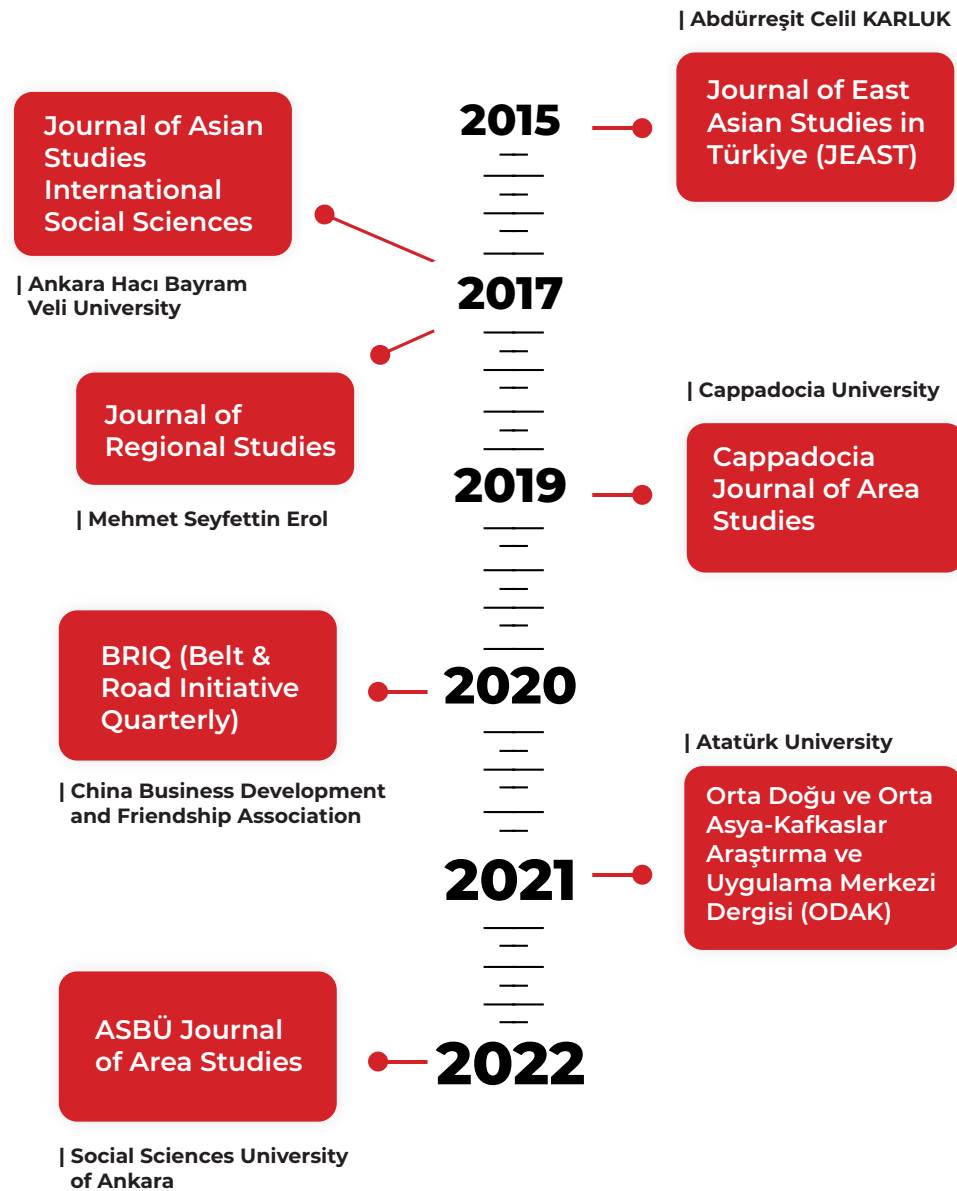 | Abdürreşit Celil KARLUK
2015
Journal of East
Asian Studies in
Türkiye (JEAST)
Journal of Asian
Studies
International
Social Sciences
| Ankara Hacı Bayram
Veli University
2017
Journal of
Regional Studies
| Mehmet Seyfettin Erol
| Cappadocia University
2019
Cappadocia
Journal of Area
Studies
BRIQ (Belt &
Road Initiative
Quarterly)
2020
| China Business Development
and Friendship Association
| Atatürk University
2021
Orta Doğu ve Orta
Asya-Kafkaslar
Araştırma ve
Uygulama Merkezi
Dergisi (ODAK)
ASBÜ Journal
of Area Studies
2022
| Social Sciences University
of Ankara